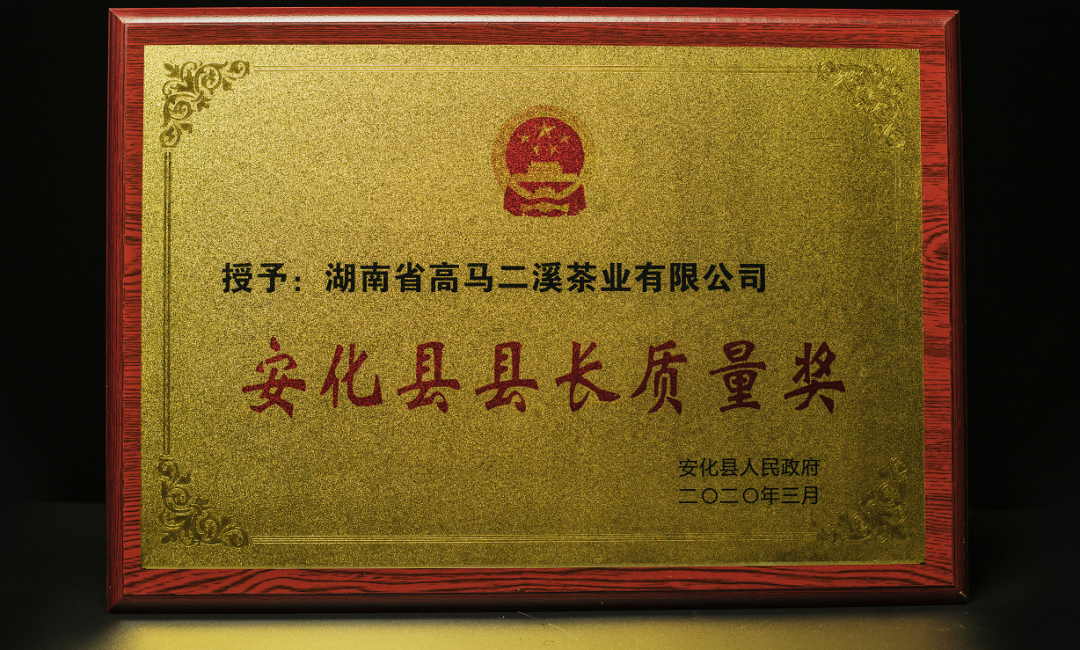 授予：湖南省高马二溪茶业有限公司
安化县县长质量奖
安化县人民政府
二〇二〇年三月